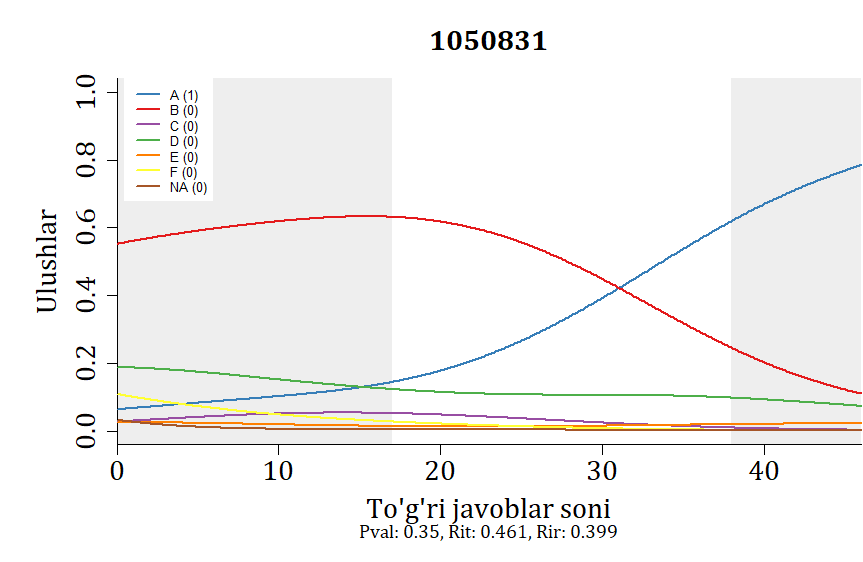 1050831
A (1)
B (0)
C (0)
D (0)
E (0)
F (0)
NA (0)
Ulushlar
1.0
0.8
0.6
0.4
0.2
0.0
0 10 20 30 40
To'g'ri javoblar soni
Pval: 0.35, Rit: 0.461, Rir: 0.399